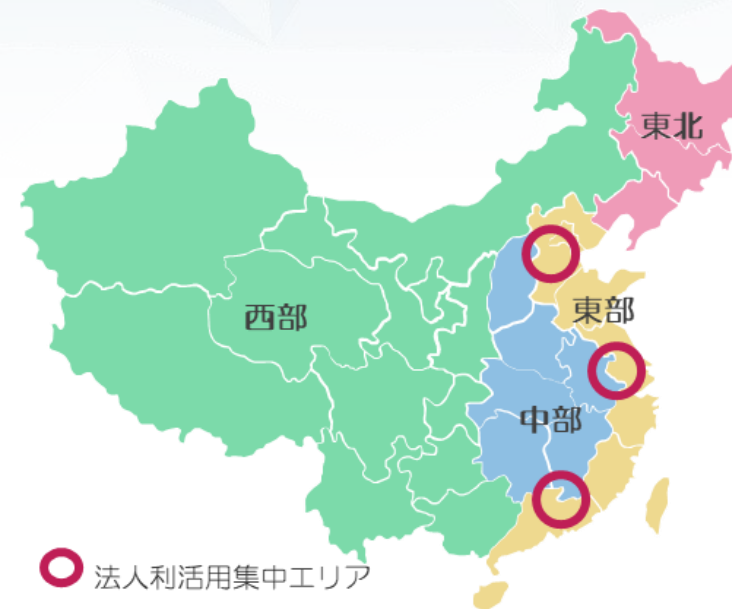 東北
東部
西部
中部
法人利活用集中エリア